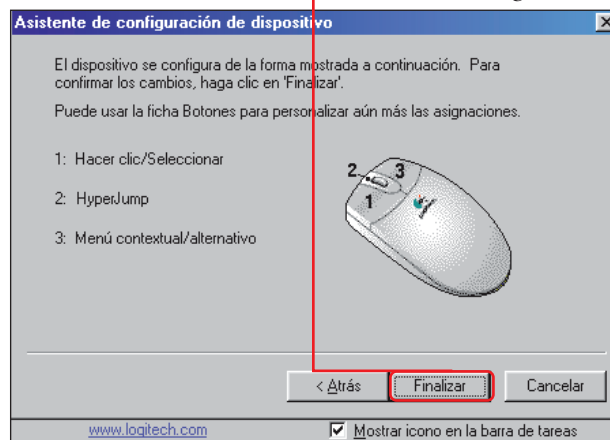 Asistente de configuración de dispositivo
El dispositivo se configura de la forma mostrada a continuación. Para
confirmar los cambios, haga clic en 'Finalizar'.
Puede usar la ficha Botones para personalizar aún más las asignaciones.
1: Hacer clic/Seleccionar
2: HyperJump
3: Menú contextual/alternativo
2
3
1
< Atrás
Finalizar
Cancelar
www.logitech.com
Mostrar icono en la barra de tareas